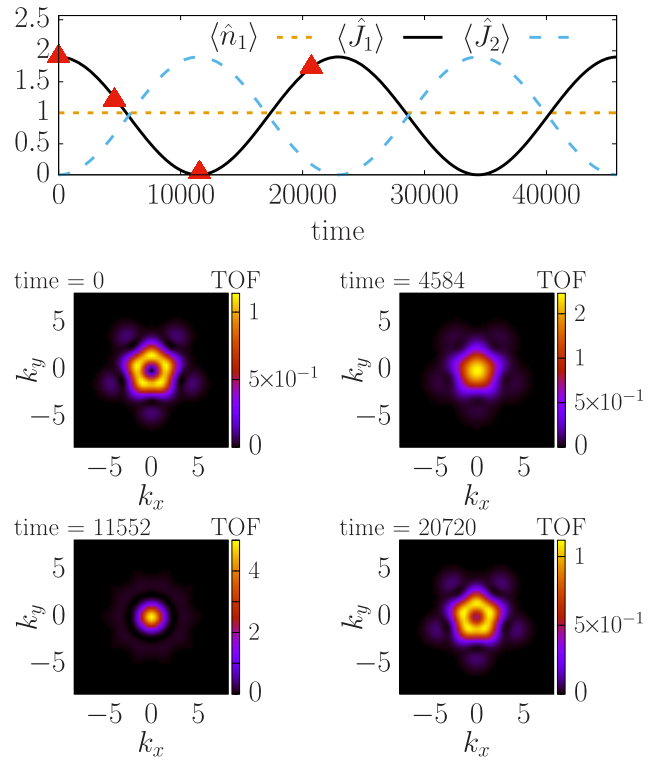 ⟨n̂₁⟩ ⟨Ĵ₁⟩ ⟨Ĵ₂⟩
2
1.5
1
0.5
0
0 10000 20000 30000 40000
time
time = 0 TOF
time = 4584 TOF
5
0
−5
k_y
−5 0 5
k_x
1
5×10⁻¹
0
5
0
−5
k_y
−5 0 5
k_x
2
1
5×10⁻¹
0
time = 11552 TOF
time = 20720 TOF
5
0
−5
k_y
−5 0 5
k_x
4
2
0
5
0
−5
k_y
−5 0 5
k_x
1
5×10⁻¹
0